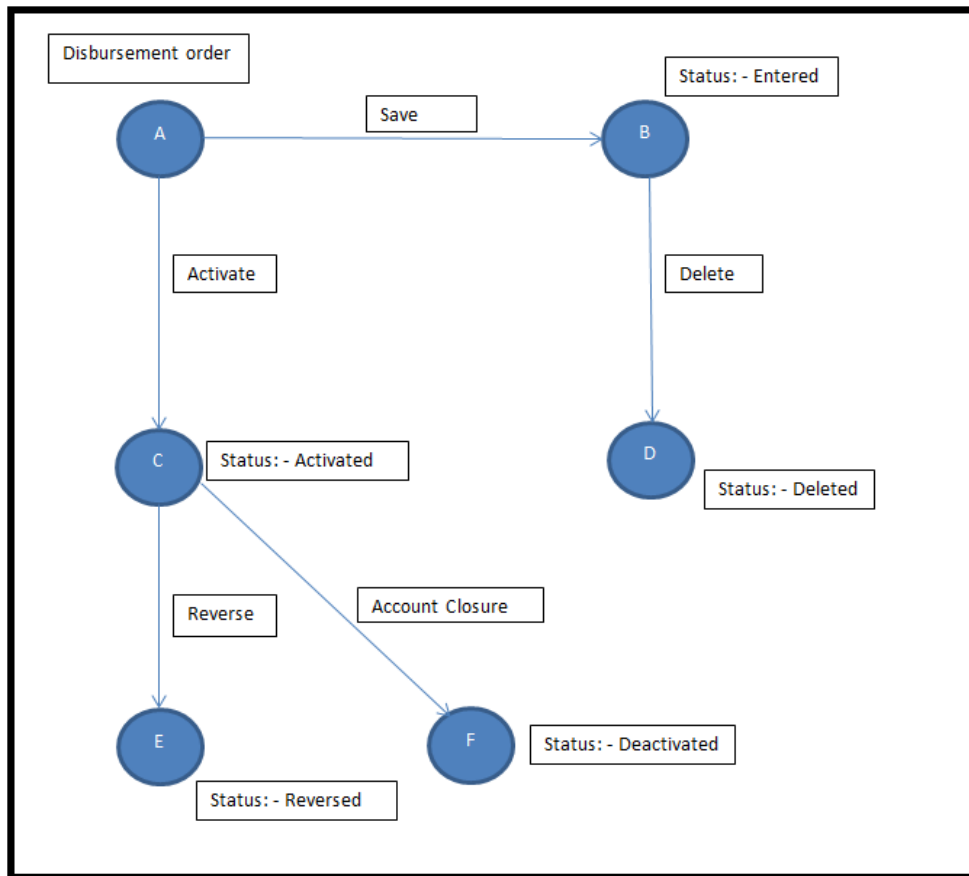 Disbursement order
Status: - Entered
Save
A
B
Activate
Delete
C
Status: - Activated
D
Status: - Deleted
Reverse
Account Closure
E
F
Status: - Deactivated
Status: - Reversed